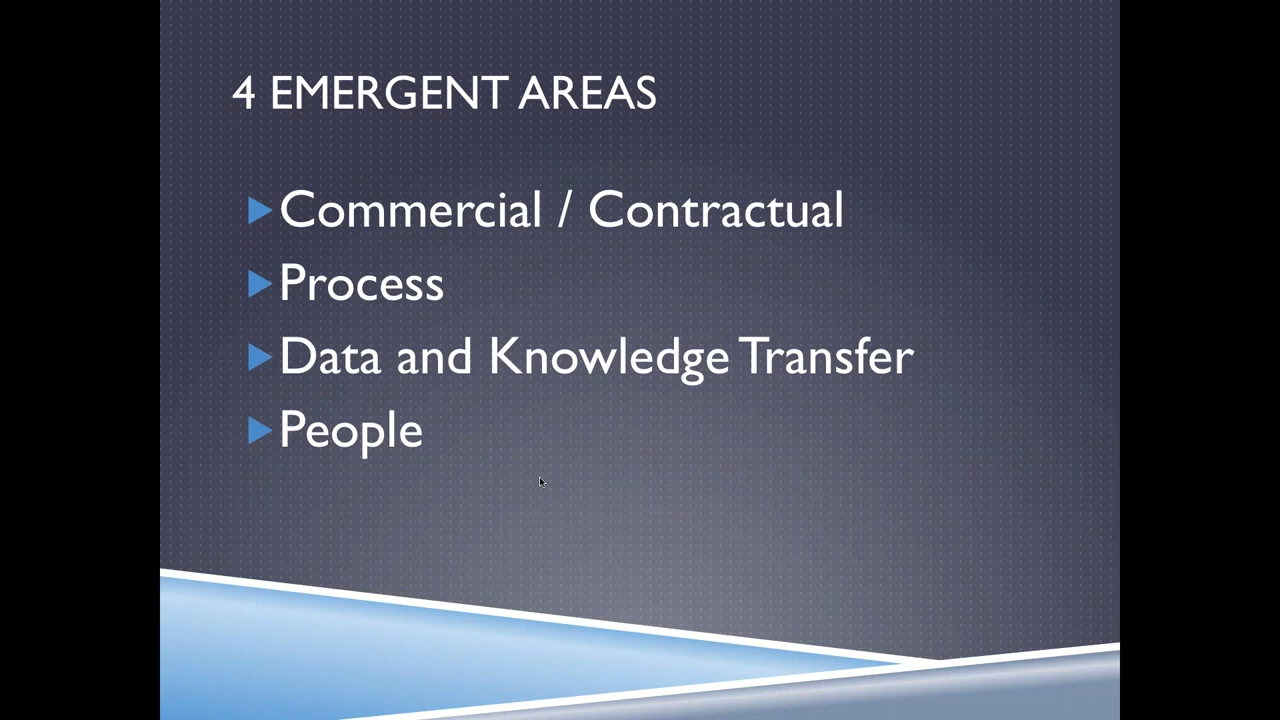 4 EMERGENT AREAS
Commercial / Contractual
Process
Data and Knowledge Transfer
People